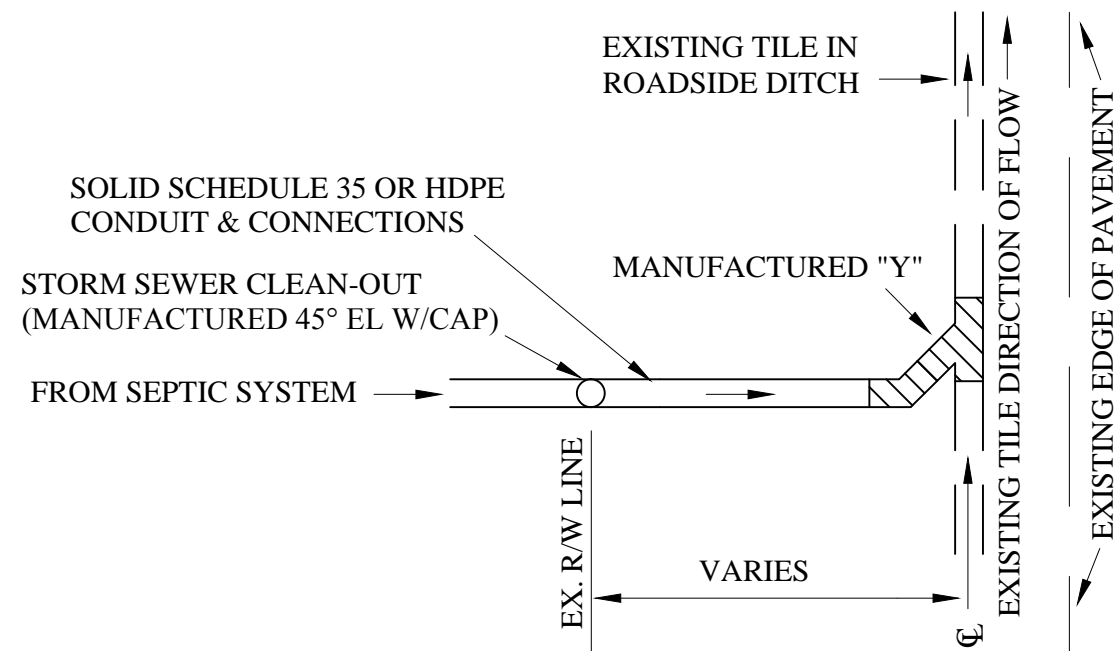 EXISTING TILE IN
ROADSIDE DITCH
SOLID SCHEDULE 35 OR HDPE
CONDUIT & CONNECTIONS
STORM SEWER CLEAN-OUT
(MANUFACTURED 45° EL W/CAP)
MANUFACTURED "Y"
FROM SEPTIC SYSTEM
EX. R/W LINE
VARIES
℄
EXISTING TILE DIRECTION OF FLOW
EXISTING EDGE OF PAVEMENT